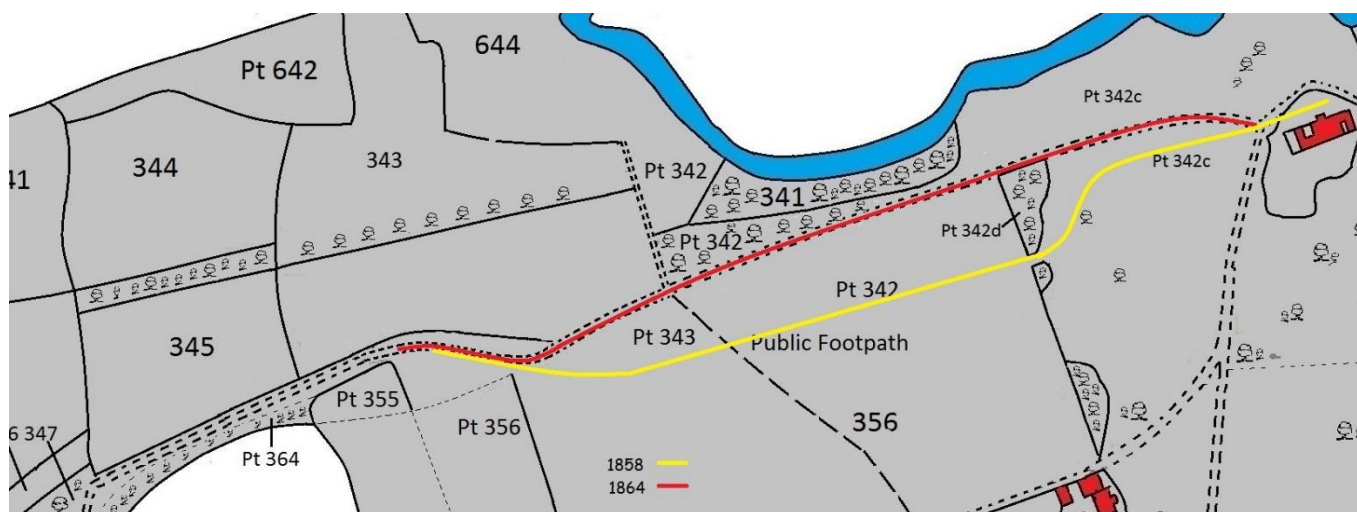 644
Pt 642
Pt 342c
344
343
Pt 342
Pt 342c
41
341
Pt 342d
Pt 342
Pt 342
Pt 343
Public Footpath
345
Pt 355
356
Pt 356
6 347
Pt 364
1858
1864